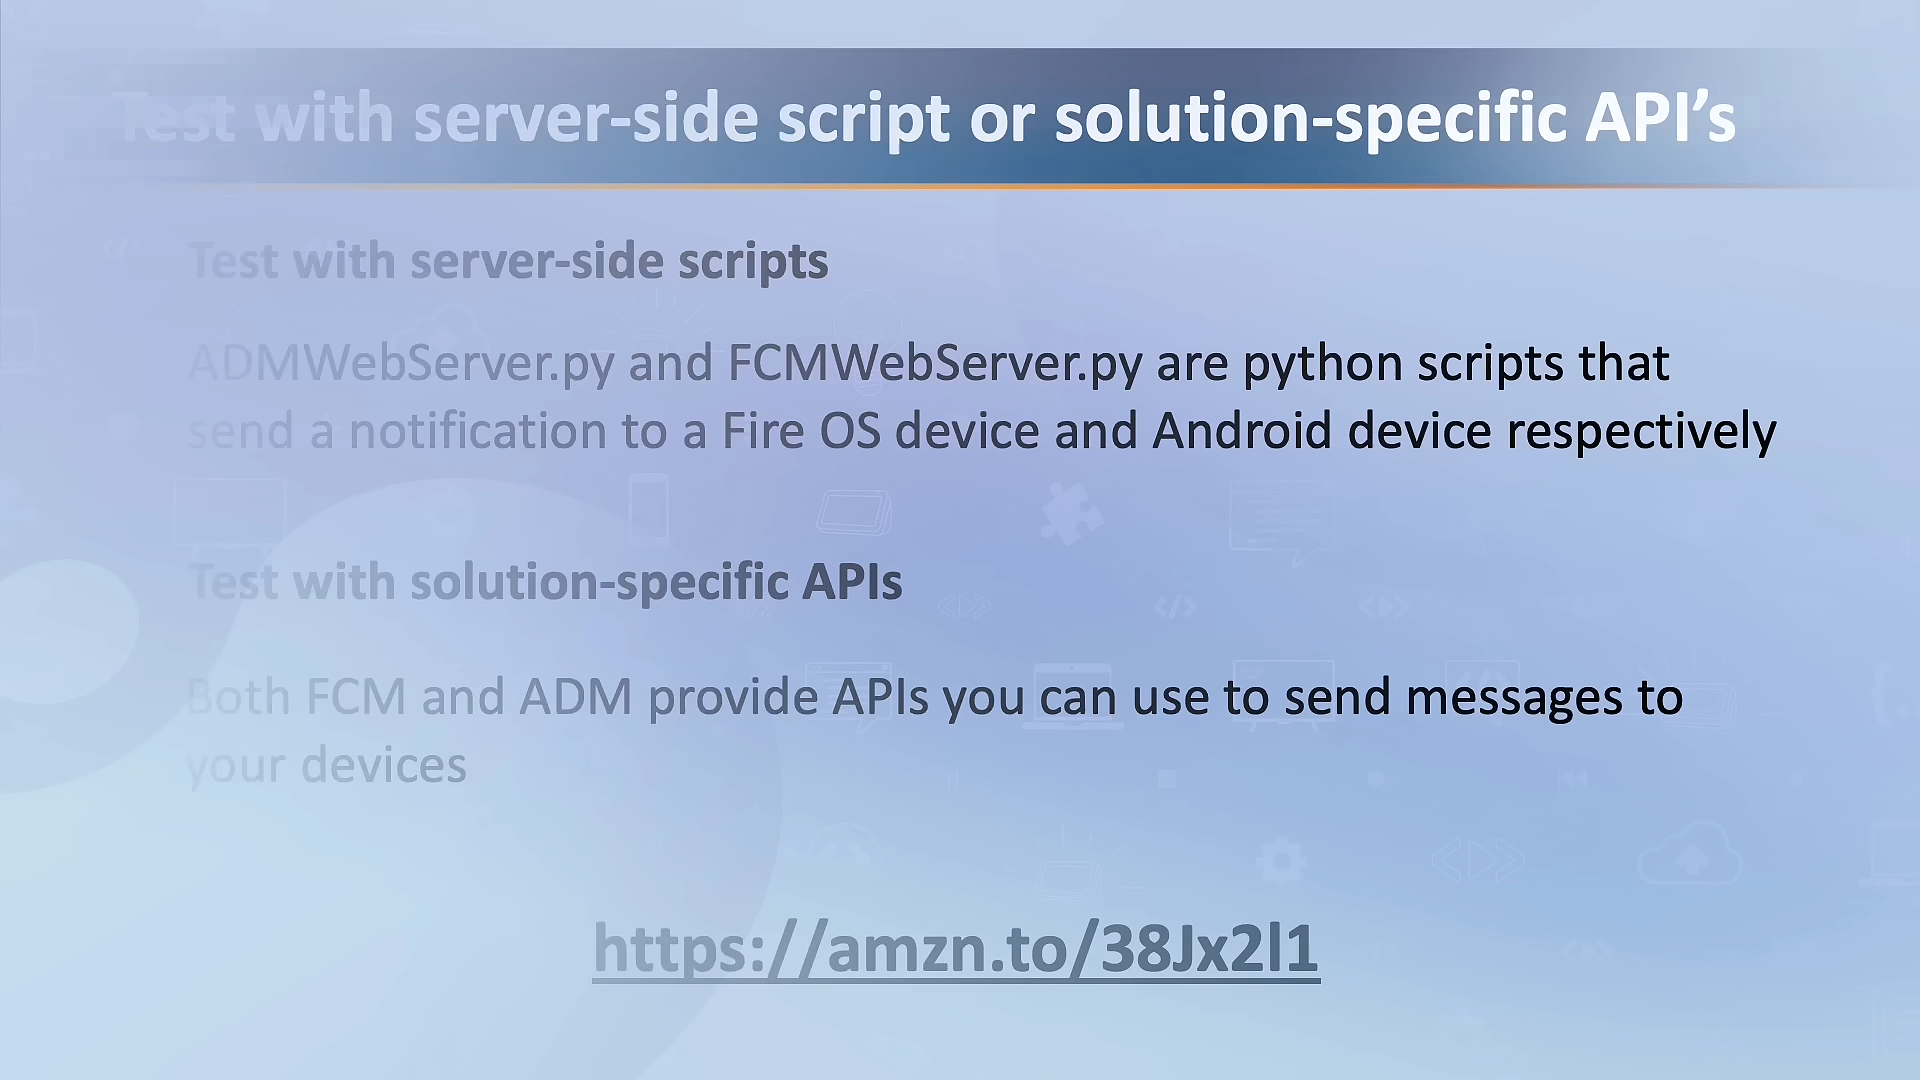 Test with server-side script or solution-specific API’s
Test with server-side scripts
ADMWebServer.py and FCMWebServer.py are python scripts that
send a notification to a Fire OS device and Android device respectively
Test with solution-specific APIs
Both FCM and ADM provide APIs you can use to send messages to
your devices
https://amzn.to/38Jx2l1